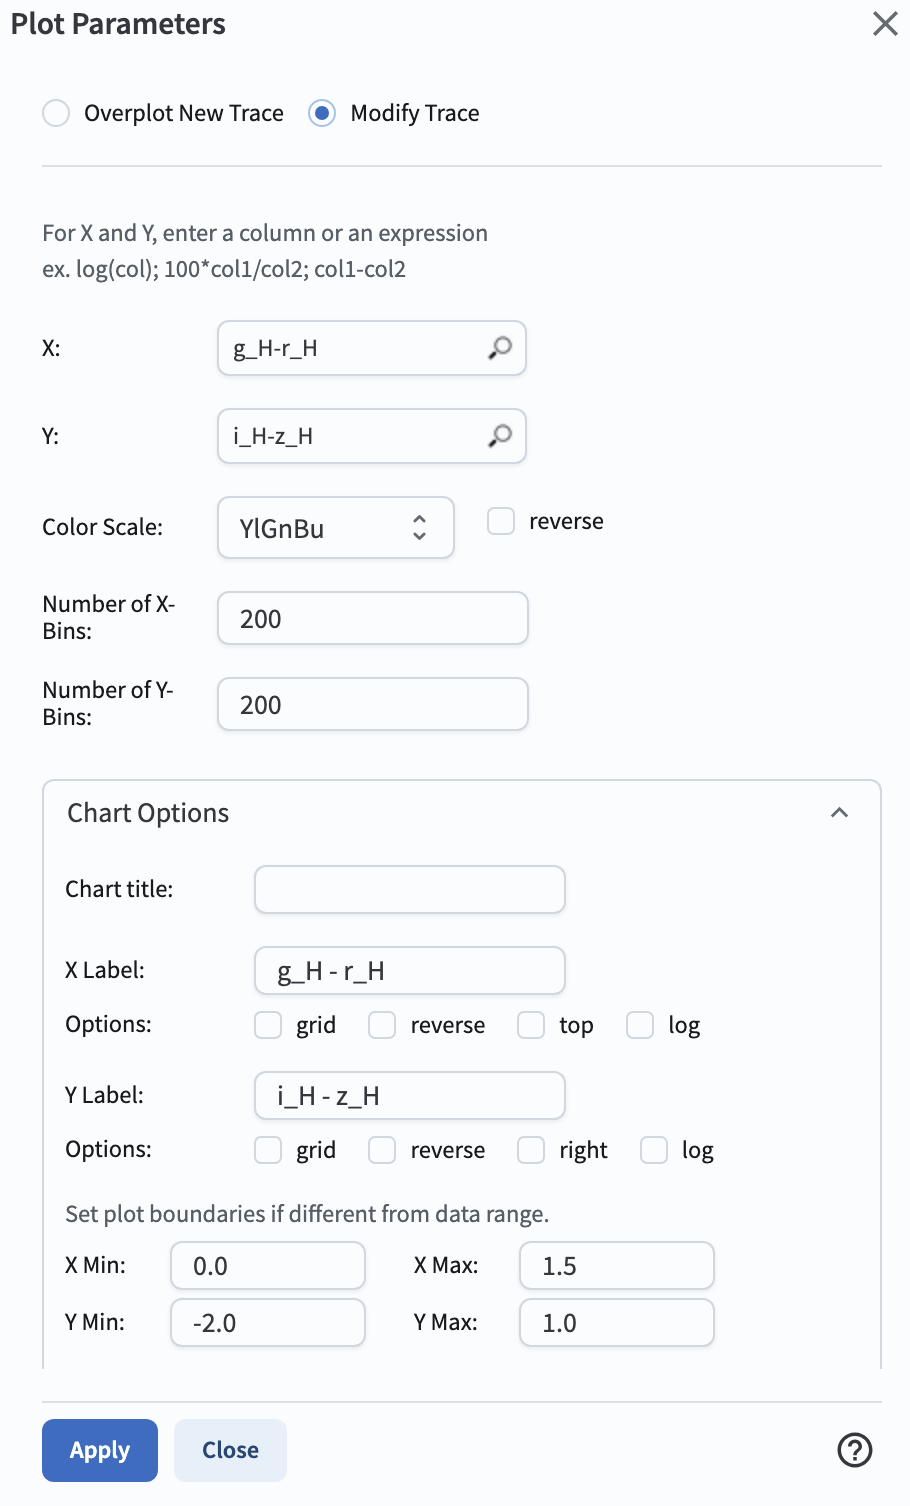 Plot Parameters
Overplot New Trace Modify Trace
For X and Y, enter a column or an expression
ex. log(col); 100*col1/col2; col1-col2
X: g_H-r_H
Y: i_H-z_H
Color Scale: YlGnBu reverse
Number of X-
Bins: 200
Number of Y-
Bins: 200
Chart Options
Chart title:
X Label: g_H - r_H
Options: grid reverse top log
Y Label: i_H - z_H
Options: grid reverse right log
Set plot boundaries if different from data range.
X Min: 0.0 X Max: 1.5
Y Min: -2.0 Y Max: 1.0
Apply Close